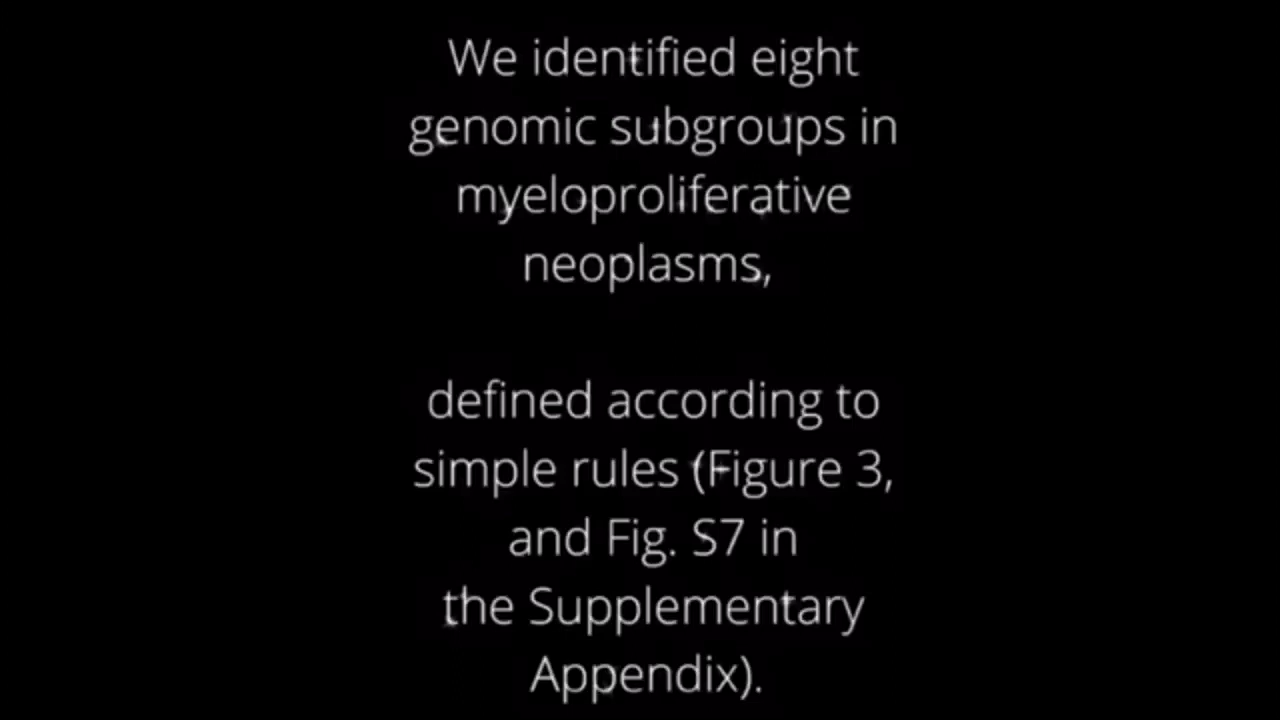 We identified eight
genomic subgroups in
myeloproliferative
neoplasms,
defined according to
simple rules (Figure 3,
and Fig. S7 in
the Supplementary
Appendix).